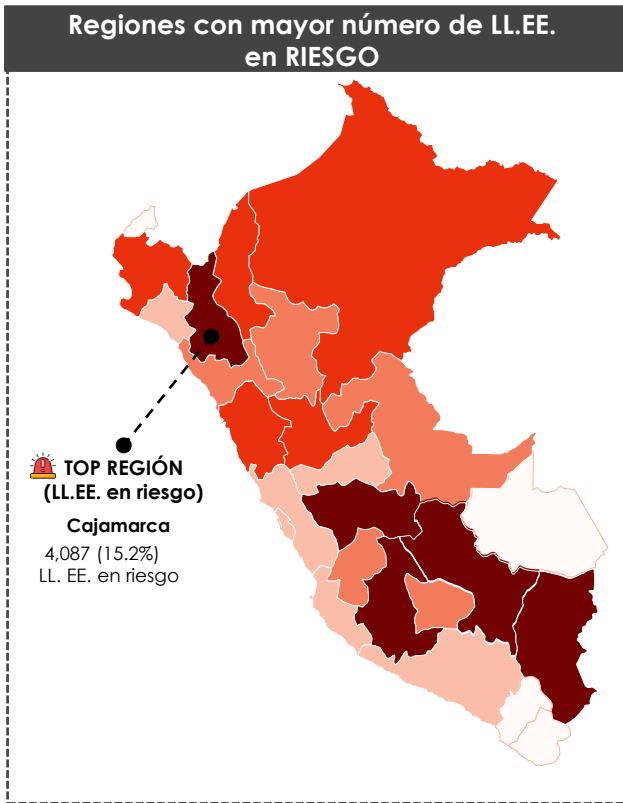 Regiones con mayor número de LL.EE.
en RIESGO
TOP REGIÓN
(LL.EE. en riesgo)
Cajamarca
4,087 (15.2%)
LL. EE. en riesgo